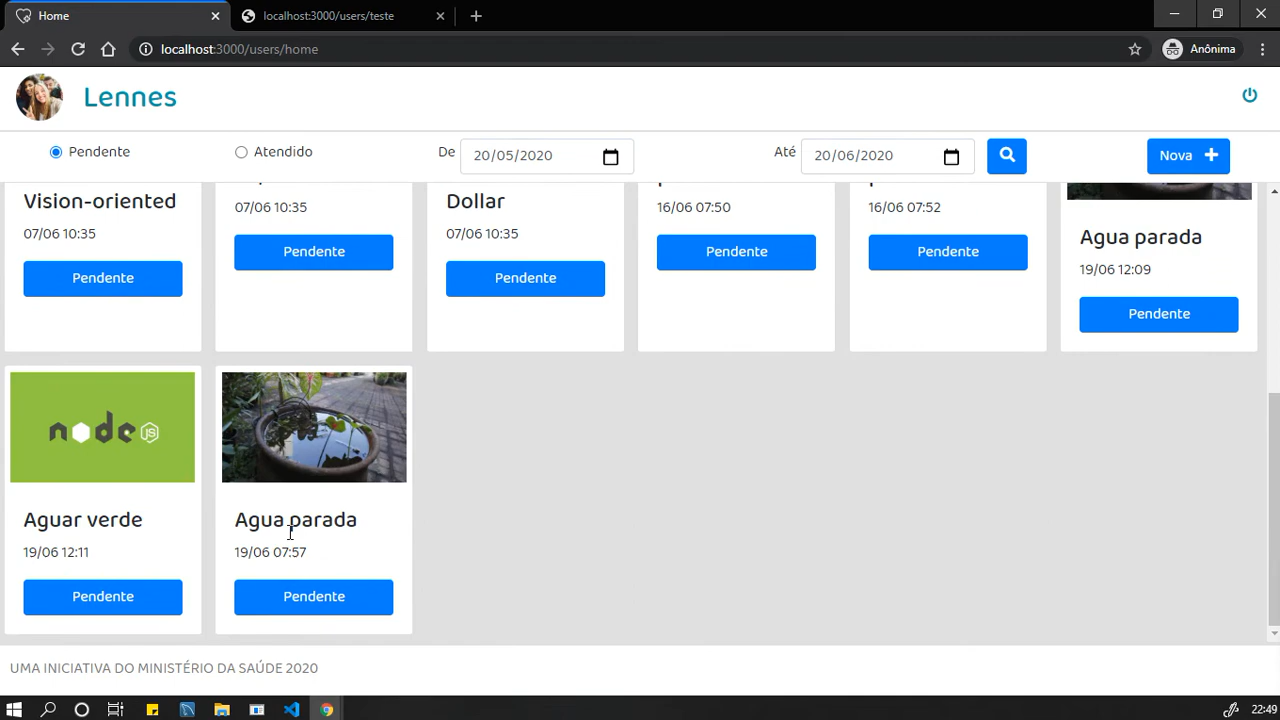 Home
localhost:3000/users/teste
localhost:3000/users/home
Anônima
Lennes
Pendente
Atendido
De 20/05/2020
Até 20/06/2020
Nova +
Vision-oriented
07/06 10:35
Pendente
07/06 10:35
Pendente
Dollar
07/06 10:35
Pendente
16/06 07:50
Pendente
16/06 07:52
Pendente
Agua parada
19/06 12:09
Pendente
node JS
Aguar verde
19/06 12:11
Pendente
Agua parada
19/06 07:57
Pendente
UMA INICIATIVA DO MINISTÉRIO DA SAÚDE 2020
22:49